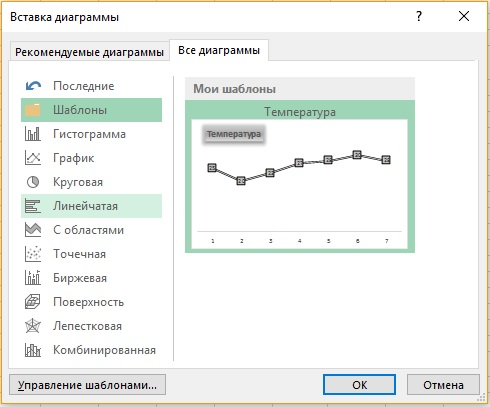 Вставка диаграммы
Рекомендуемые диаграммы Все диаграммы
Последние
Шаблоны
Гистограмма
График
Круговая
Линейчатая
С областями
Точечная
Биржевая
Поверхность
Лепестковая
Комбинированная
Мои шаблоны
Температура
Температура
1 2 3 4 5 6 7
Управление шаблонами...
ОК
Отмена